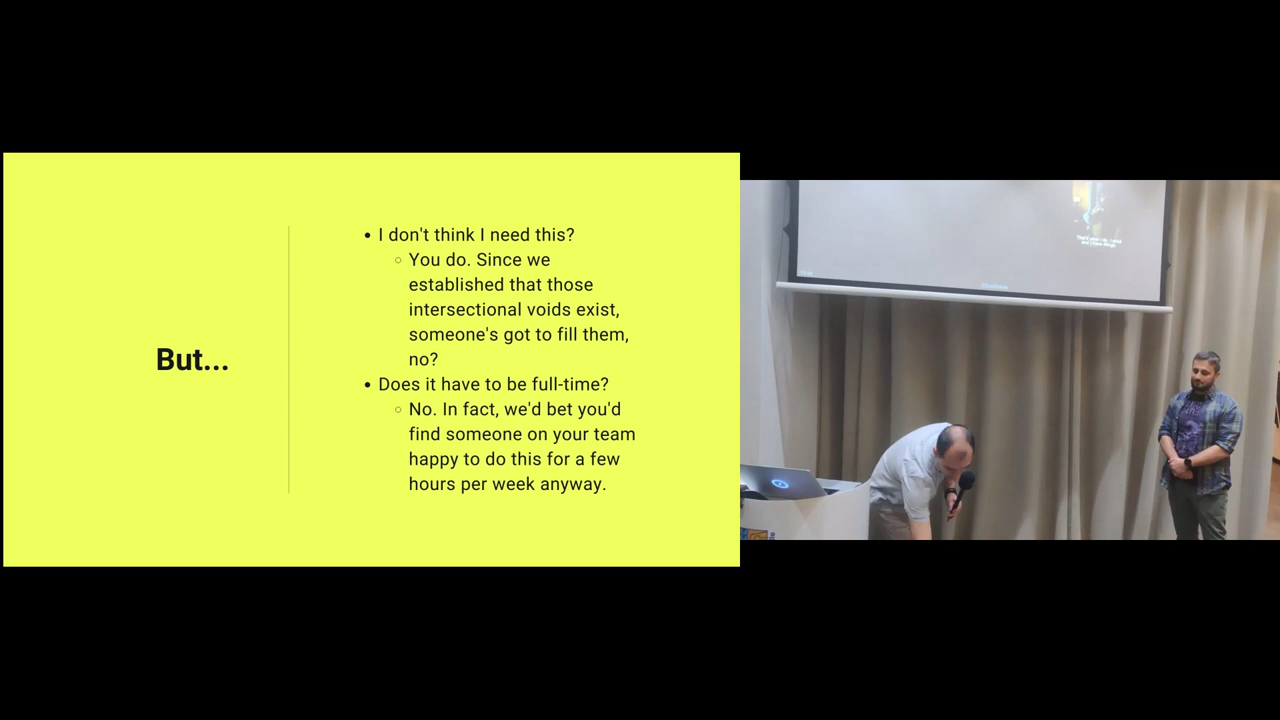 But...
• I don't think I need this?
○ You do. Since we
established that those
intersectional voids exist,
someone's got to fill them,
no?
• Does it have to be full-time?
○ No. In fact, we'd bet you'd
find someone on your team
happy to do this for a few
hours per week anyway.